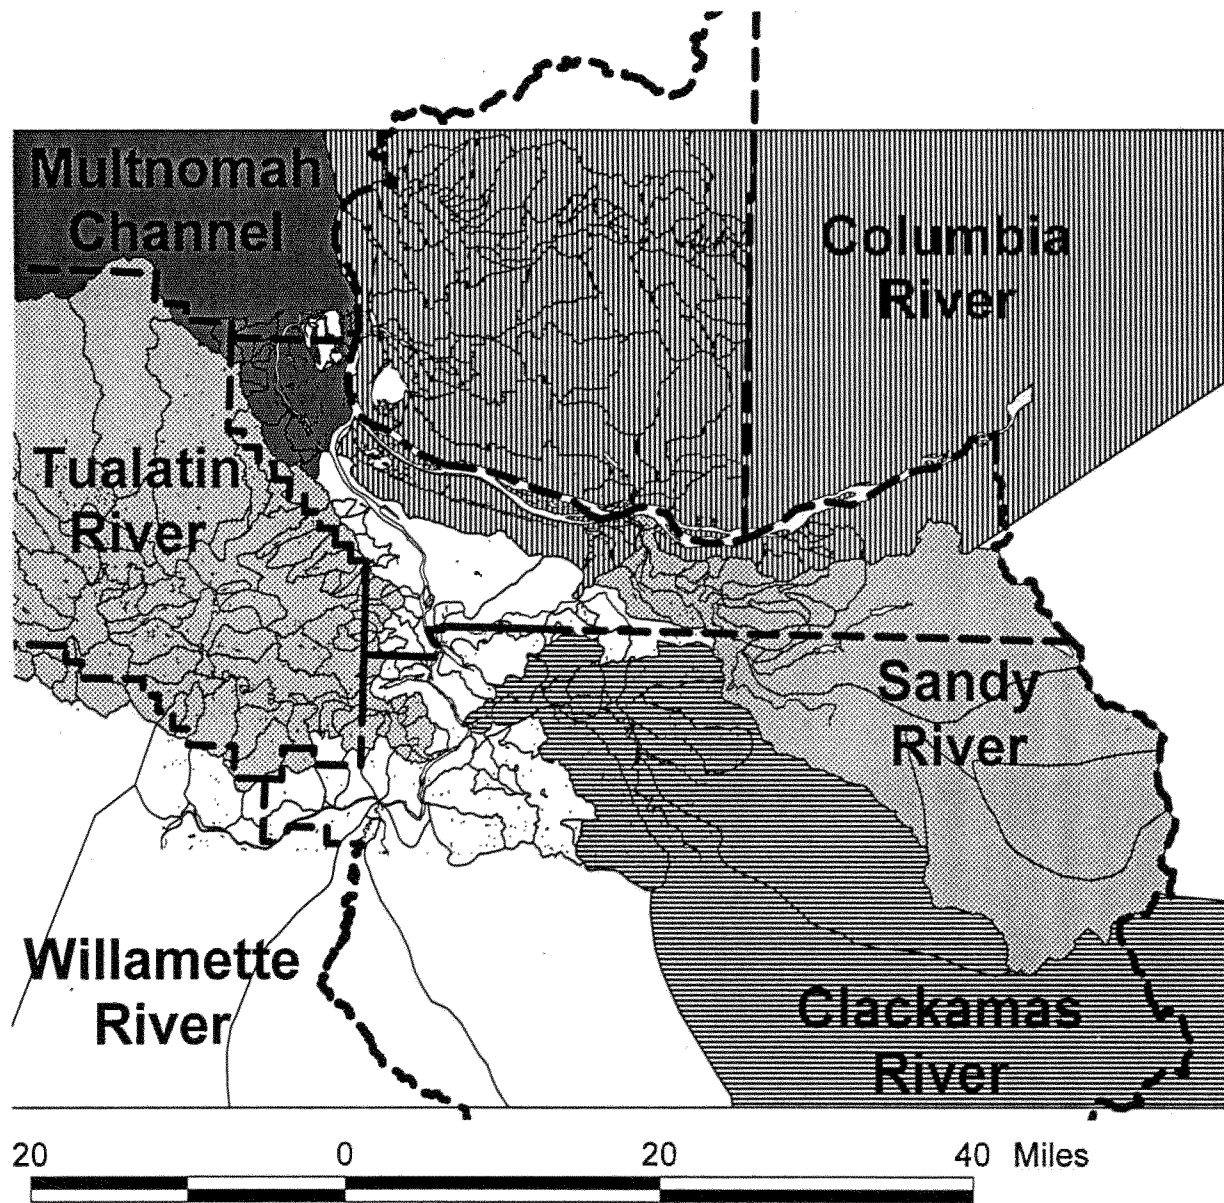 Multnomah
Channel
Columbia
River
Tualatin
River
Sandy
River
Willamette
River
Clackamas
River
20 0 20 40 Miles